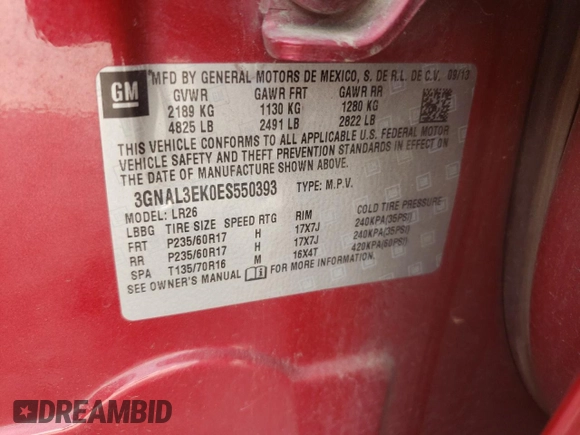 GM
MFD BY GENERAL MOTORS DE MEXICO, S. DE R.L. DE C.V. 09/13
GVWR GAWR FRT GAWR RR
2189 KG 1130 KG 1280 KG
4825 LB 2491 LB 2822 LB
THIS VEHICLE CONFORMS TO ALL APPLICABLE U.S. FEDERAL MOTOR
VEHICLE SAFETY AND THEFT PREVENTION STANDARDS IN EFFECT ON
THE DATE OF MANUFACTURE SHOWN ABOVE.
3GNAL3EK0ES550393 TYPE: M.P.V.
MODEL: LR26
LBBG TIRE SIZE SPEED RTG RIM COLD TIRE PRESSURE
FRT P235/60R17 H 17X7J 240KPA(35PSI)
RR P235/60R17 H 17X7J 240KPA(35PSI)
SPA T135/70R16 M 16X4T 420KPA(60PSI)
SEE OWNER'S MANUAL FOR MORE INFORMATION.
DREAMBID